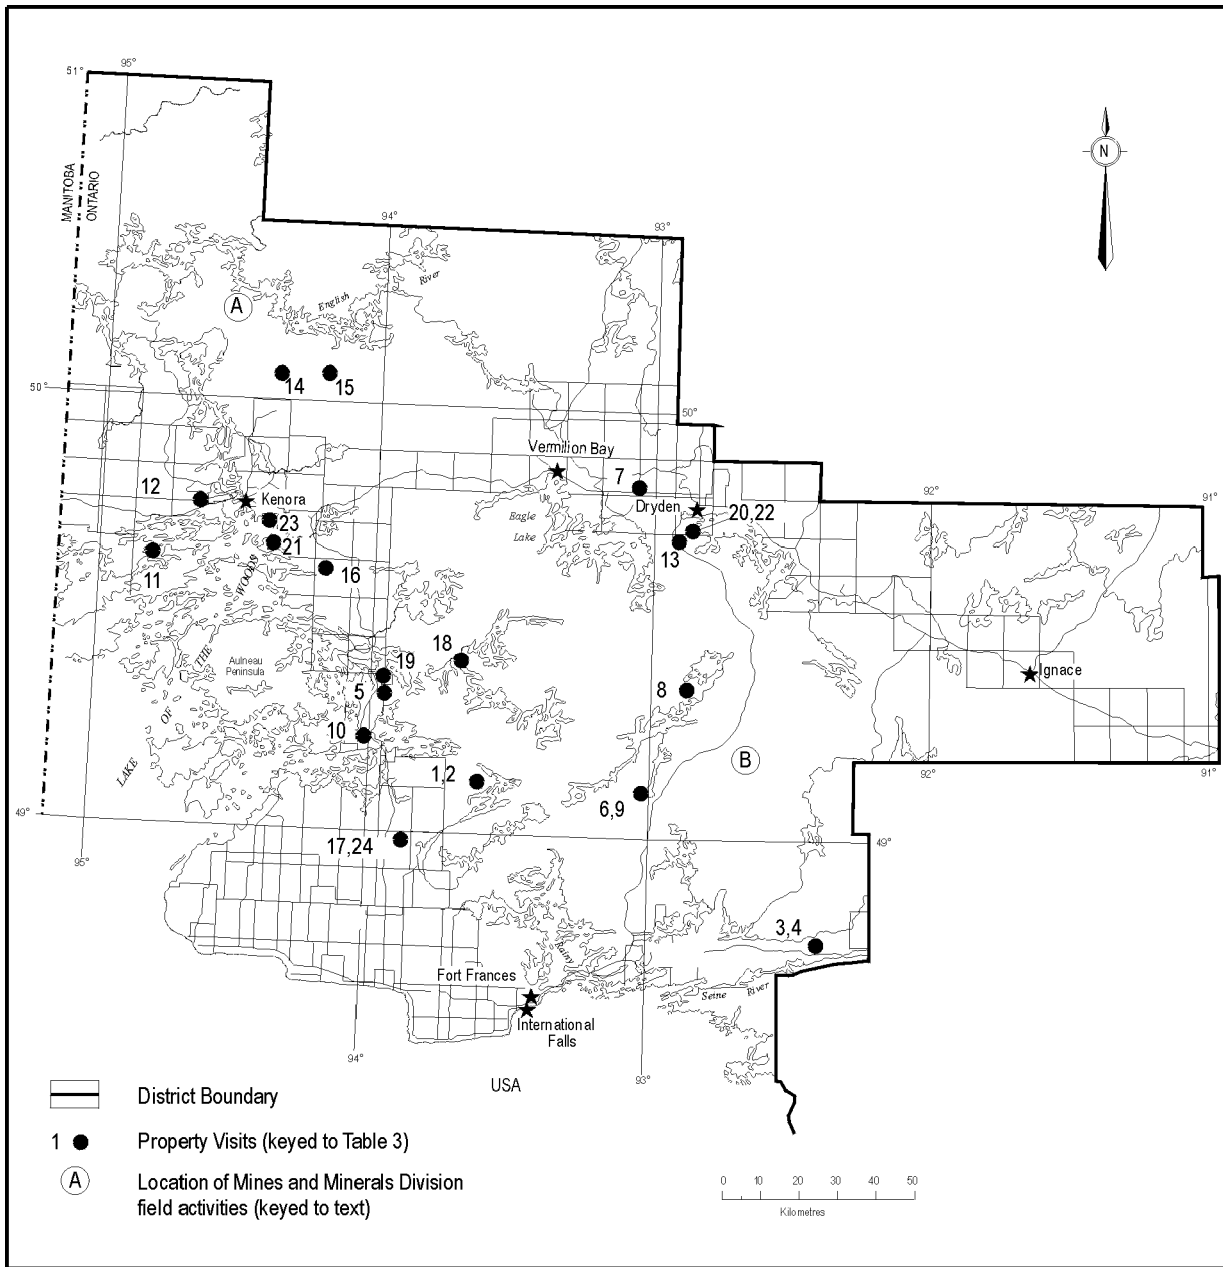 51°
95°
MANITOBA
ONTARIO
N
94°
93°
English
River
A
14
15
50°
50°
Vermilion Bay
7
12
Kenora
Eagle
Lake
Dryden
20,22
92°
91°
23
21
13
11
16
WOODS
THE
OF
LAKE
Aulneau
Peninsula
18
19
5
8
Ignace
10
B
1,2
6,9
92°
91°
49°
17,24
49°
95°
3,4
Rainy
Fort Frances
Seine River
International
Falls
94°
93°
USA
District Boundary
1 Property Visits (keyed to Table 3)
A Location of Mines and Minerals Division
field activities (keyed to text)
0 10 20 30 40 50
Kilometres